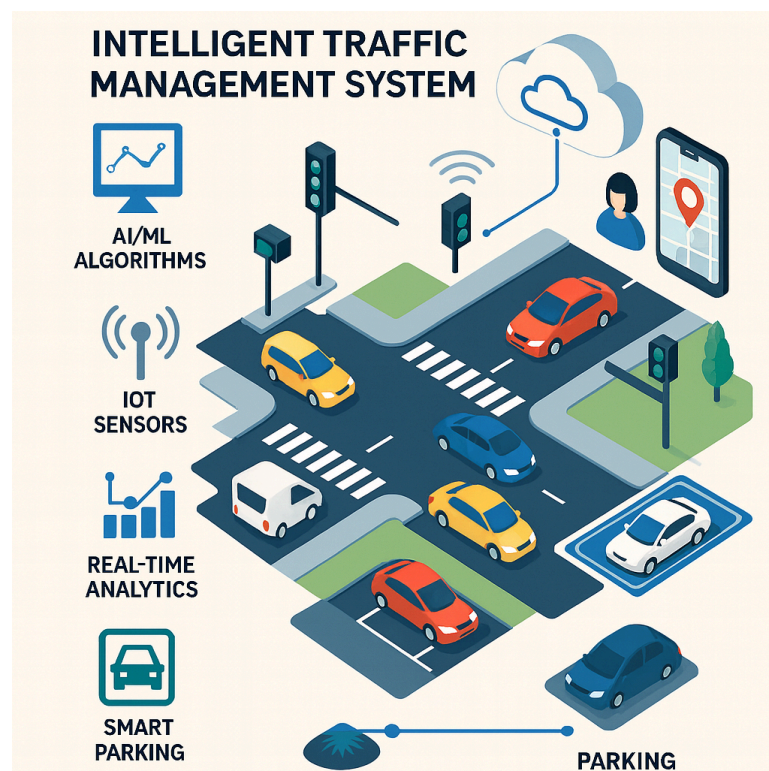 INTELLIGENT TRAFFIC
MANAGEMENT SYSTEM
AI/ML
ALGORITHMS
IOT
SENSORS
REAL-TIME
ANALYTICS
SMART
PARKING
PARKING